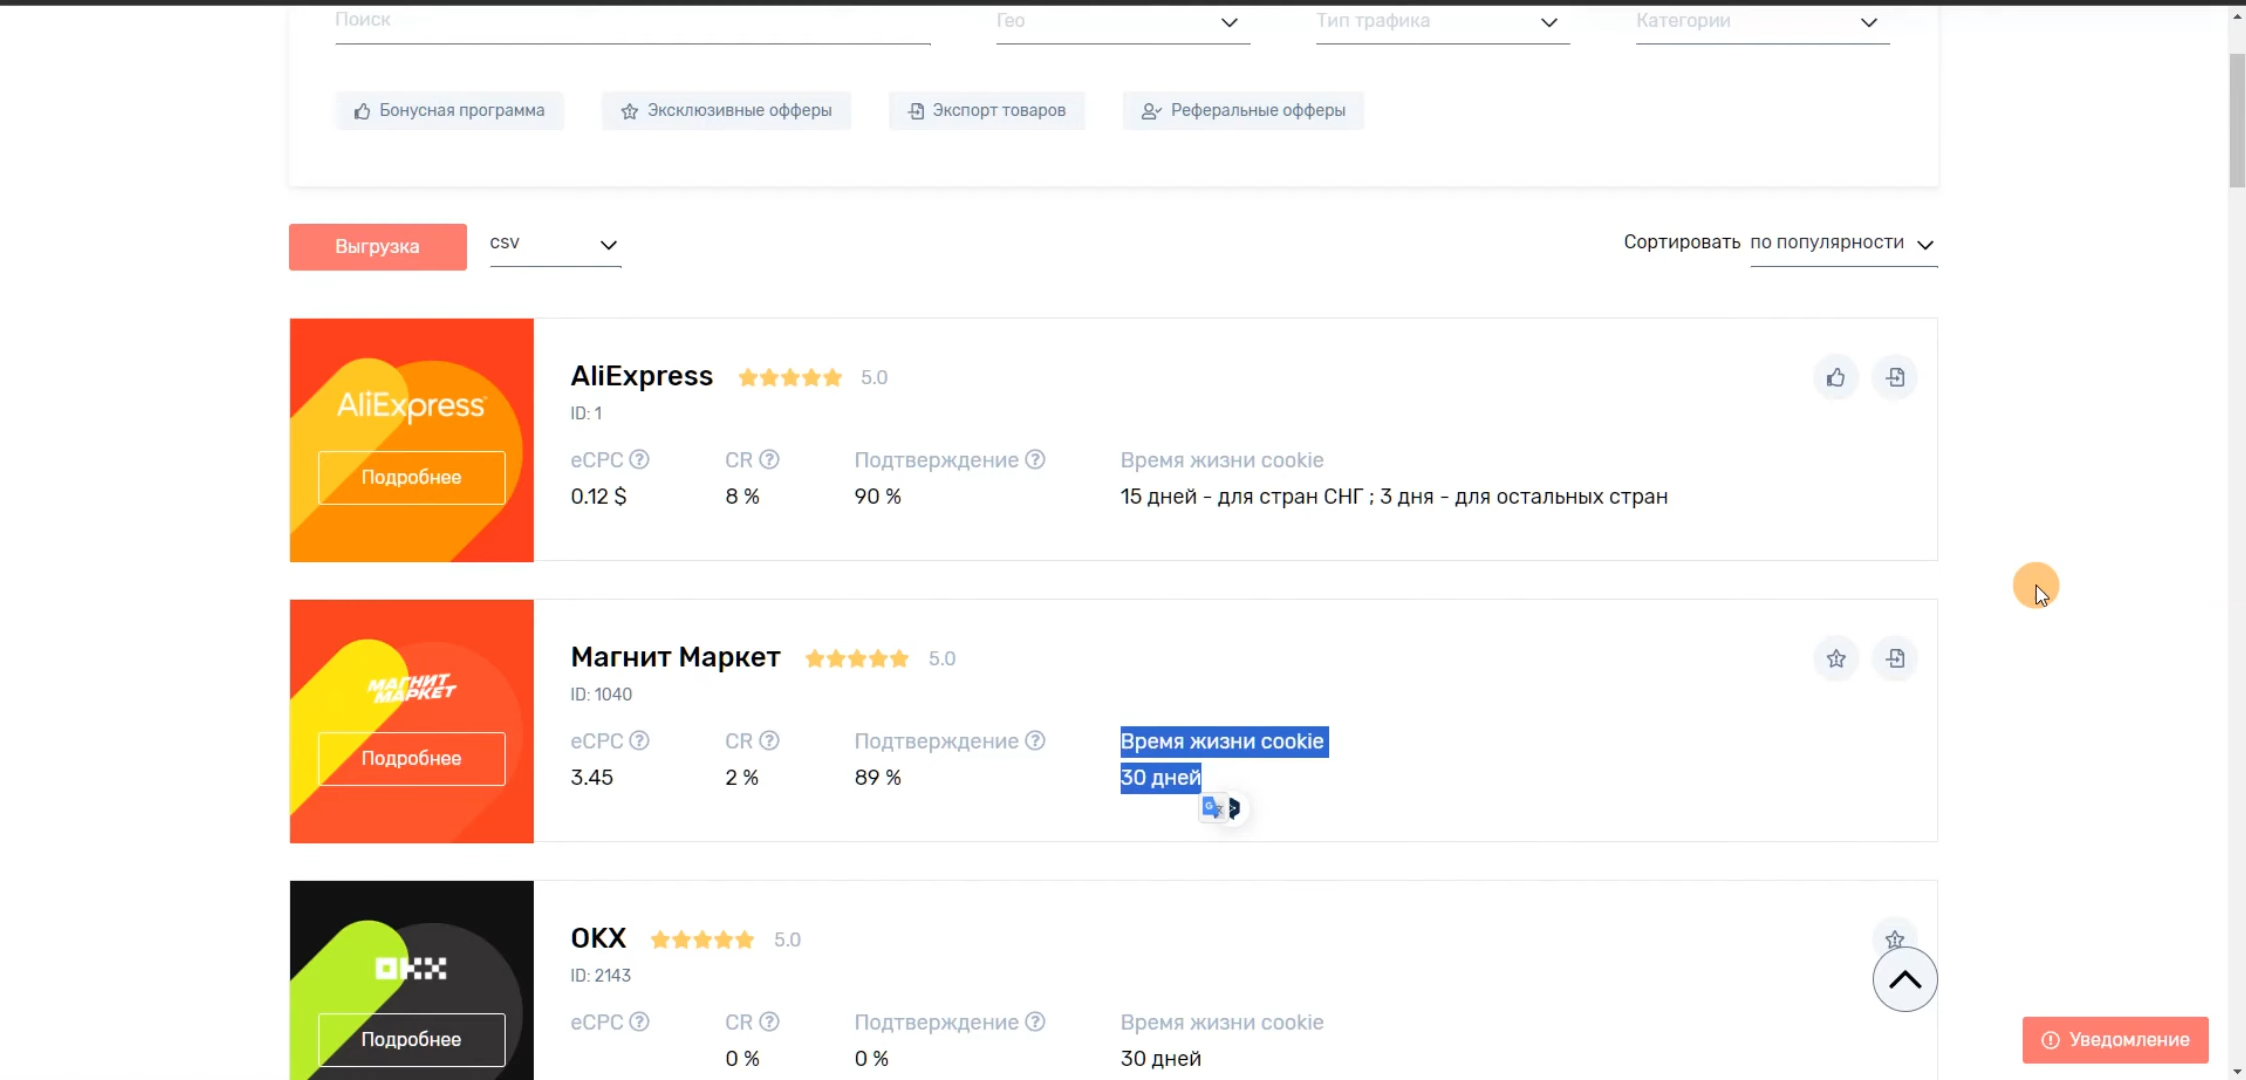 Поиск
Гео
Тип трафика
Категории
Бонусная программа
Эксклюзивные офферы
Экспорт товаров
Реферальные офферы
Выгрузка
csv
Сортировать по популярности
AliExpress
Подробнее
AliExpress 5.0
ID: 1
eCPC CR Подтверждение Время жизни cookie
0.12 $ 8 % 90 % 15 дней - для стран СНГ ; 3 дня - для остальных стран
МАГНИТ
МАРКЕТ
Подробнее
Магнит Маркет 5.0
ID: 1040
eCPC CR Подтверждение Время жизни cookie
3.45 2 % 89 % 30 дней
OKX
Подробнее
OKX 5.0
ID: 2143
eCPC CR Подтверждение Время жизни cookie
0 % 0 % 30 дней
Уведомление